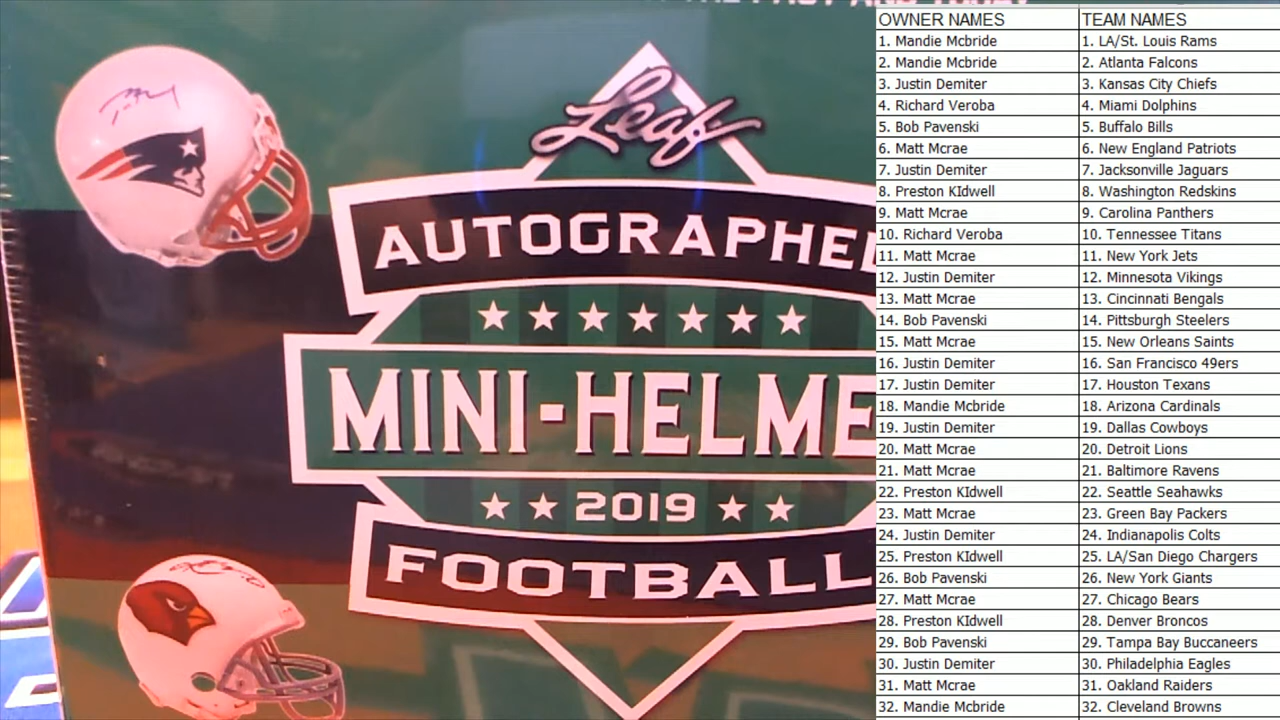 Leaf
AUTOGRAPHE
★ ★ ★ ★ ★ ★ ★
MINI-HELME
★ ★ 2019 ★ ★
FOOTBALL
OWNER NAMES TEAM NAMES
1. Mandie Mcbride 1. LA/St. Louis Rams
2. Mandie Mcbride 2. Atlanta Falcons
3. Justin Demiter 3. Kansas City Chiefs
4. Richard Veroba 4. Miami Dolphins
5. Bob Pavenski 5. Buffalo Bills
6. Matt Mcrae 6. New England Patriots
7. Justin Demiter 7. Jacksonville Jaguars
8. Preston KIdwell 8. Washington Redskins
9. Matt Mcrae 9. Carolina Panthers
10. Richard Veroba 10. Tennessee Titans
11. Matt Mcrae 11. New York Jets
12. Justin Demiter 12. Minnesota Vikings
13. Matt Mcrae 13. Cincinnati Bengals
14. Bob Pavenski 14. Pittsburgh Steelers
15. Matt Mcrae 15. New Orleans Saints
16. Justin Demiter 16. San Francisco 49ers
17. Justin Demiter 17. Houston Texans
18. Mandie Mcbride 18. Arizona Cardinals
19. Justin Demiter 19. Dallas Cowboys
20. Matt Mcrae 20. Detroit Lions
21. Matt Mcrae 21. Baltimore Ravens
22. Preston KIdwell 22. Seattle Seahawks
23. Matt Mcrae 23. Green Bay Packers
24. Justin Demiter 24. Indianapolis Colts
25. Preston KIdwell 25. LA/San Diego Chargers
26. Bob Pavenski 26. New York Giants
27. Matt Mcrae 27. Chicago Bears
28. Preston KIdwell 28. Denver Broncos
29. Bob Pavenski 29. Tampa Bay Buccaneers
30. Justin Demiter 30. Philadelphia Eagles
31. Matt Mcrae 31. Oakland Raiders
32. Mandie Mcbride 32. Cleveland Browns